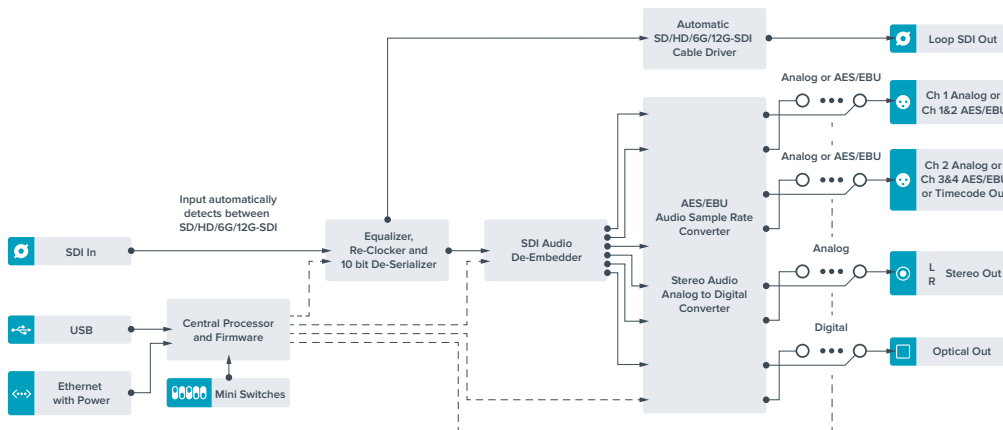 Automatic
SD/HD/6G/12G-SDI
Cable Driver
Loop SDI Out
Analog or AES/EBU
Ch 1 Analog or
Ch 1&2 AES/EBU
Analog or AES/EBU
Ch 2 Analog or
Ch 3&4 AES/EBU
or Timecode Ou
Input automatically
detects between
SD/HD/6G/12G-SDI
SDI In
Equalizer,
Re-Clocker and
10 bit De-Serializer
SDI Audio
De-Embedder
AES/EBU
Audio Sample Rate
Converter
Stereo Audio
Analog to Digital
Converter
Analog
L
R
Stereo Out
USB
Central Processor
and Firmware
Digital
Optical Out
Ethernet
with Power
Mini Switches